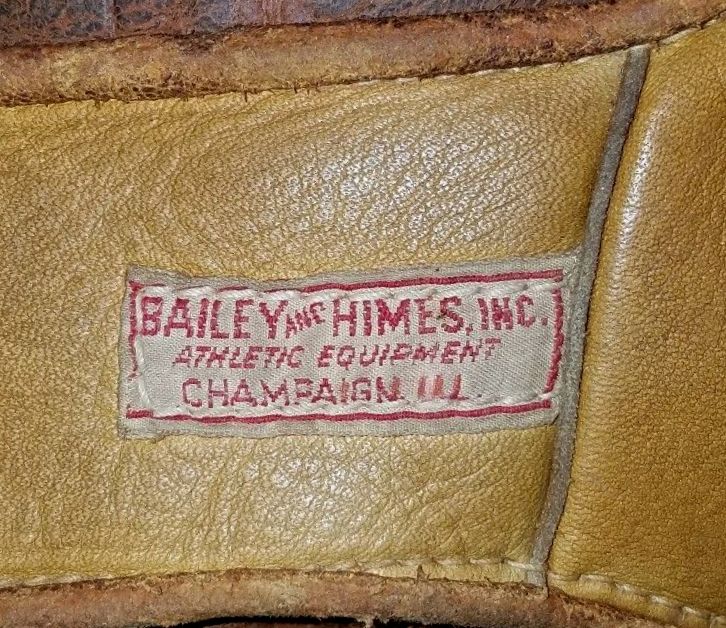 BAILEY AND HIMES, INC.
ATHLETIC EQUIPMENT
CHAMPAIGN ILL.